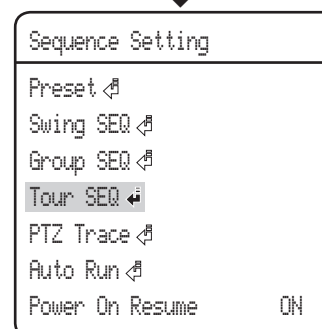 Sequence Setting
Preset ⏎
Swing SEQ ⏎
Group SEQ ⏎
Tour SEQ ⏎
PTZ Trace ⏎
Auto Run ⏎
Power On Resume ON